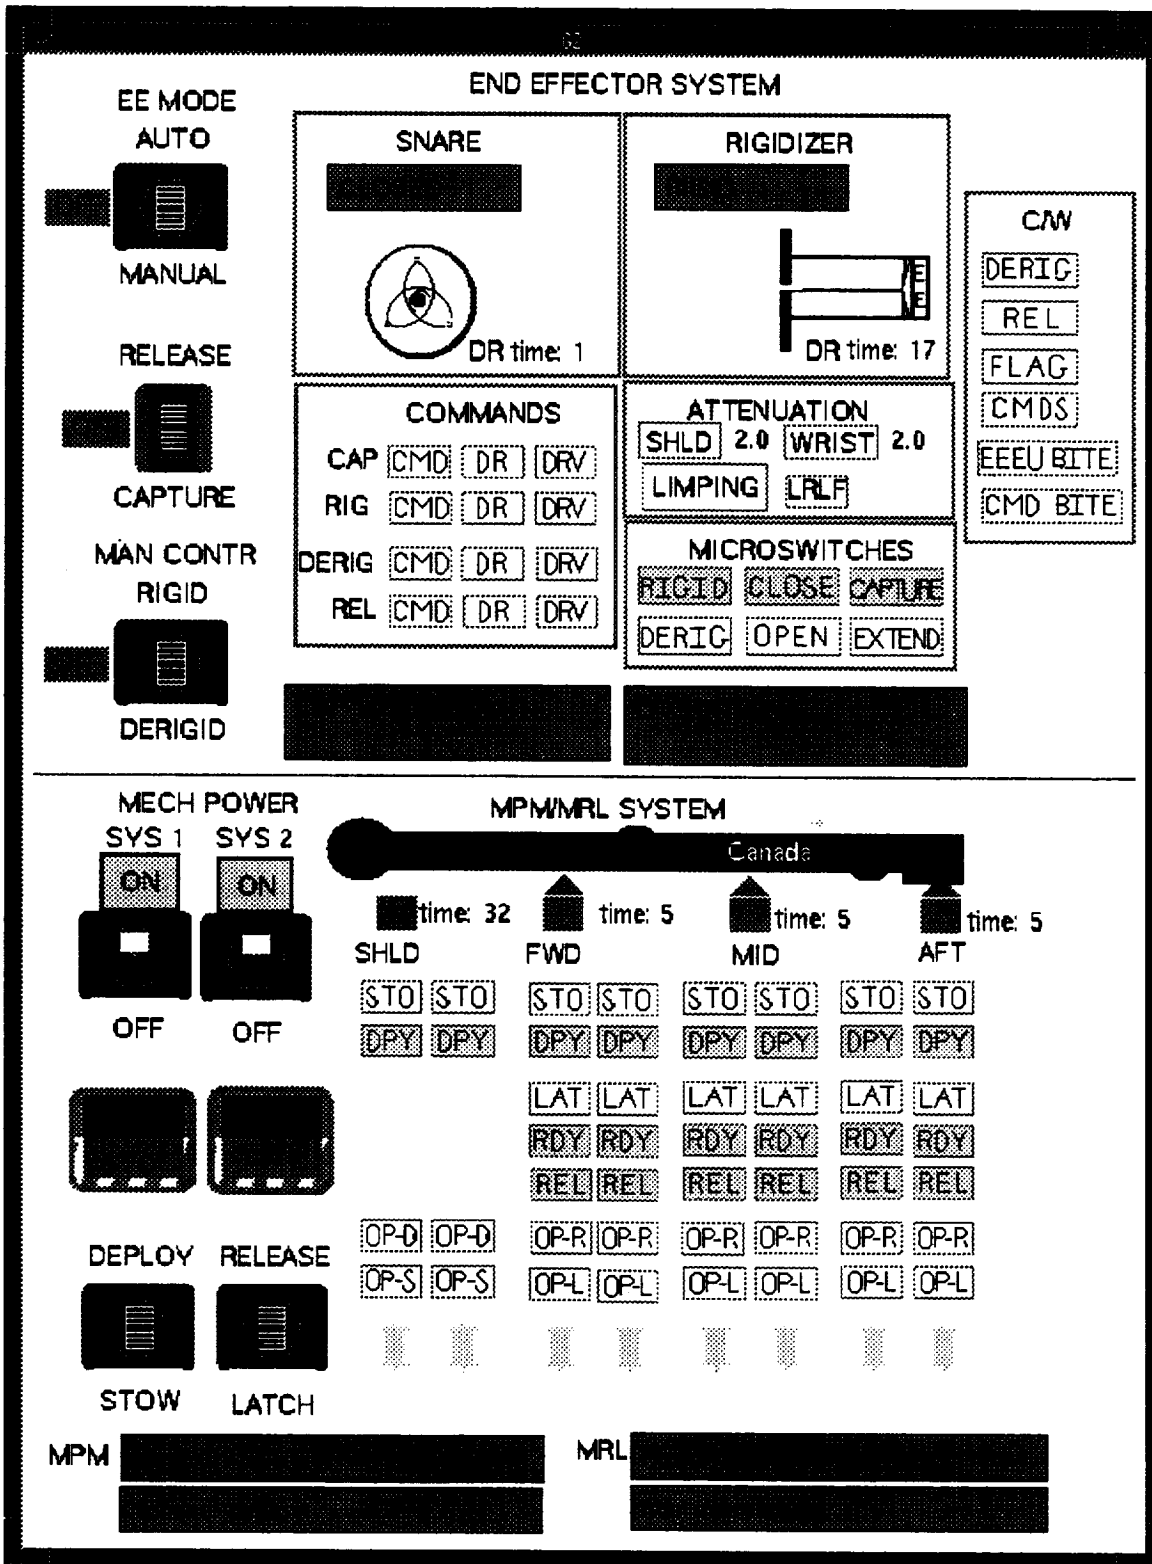 G2
END EFFECTOR SYSTEM
EE MODE
AUTO
MANUAL
RELEASE
CAPTURE
MAN CONTR
RIGID
DERIGID
SNARE
DR time: 1
RIGIDIZER
E
E
DR time: 17
C/W
DERIG
REL
FLAG
CMDS
EEEU BITE
CMD BITE
COMMANDS
CAP CMD DR DRV
RIG CMD DR DRV
DERIG CMD DR DRV
REL CMD DR DRV
ATTENUATION
SHLD 2.0 WRIST 2.0
LIMPING LRLF
MICROSWITCHES
RIGID CLOSE CAPTURE
DERIG OPEN EXTEND
MECH POWER
SYS 1 SYS 2
ON ON
OFF OFF
DEPLOY RELEASE
STOW LATCH
MPM/MRL SYSTEM
Canada
time: 32 time: 5 time: 5 time: 5
SHLD FWD MID AFT
STO STO STO STO STO STO STO STO
DPY DPY DPY DPY DPY DPY DPY DPY
LAT LAT LAT LAT LAT LAT
RDY RDY RDY RDY RDY RDY
REL REL REL REL REL REL
OP-D OP-D OP-R OP-R OP-R OP-R OP-R OP-R
OP-S OP-S OP-L OP-L OP-L OP-L OP-L OP-L
MPM MRL